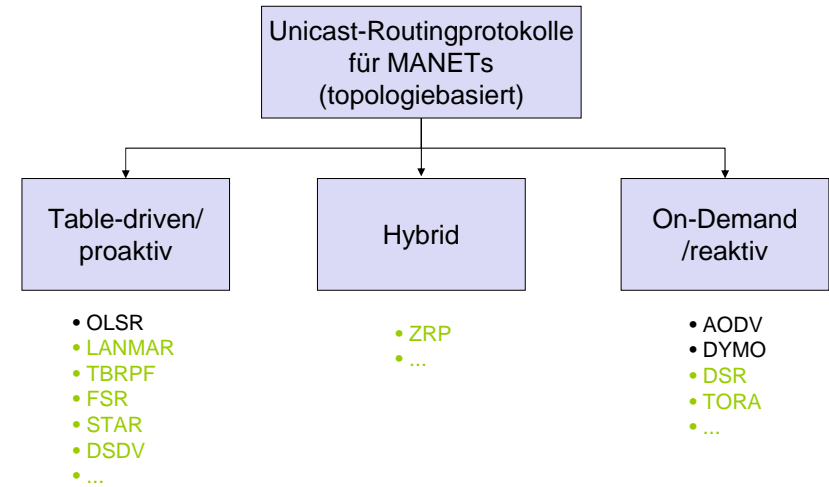 Unicast-Routingprotokolle
für MANETs
(topologiebasiert)
Table-driven/
proaktiv
Hybrid
On-Demand
/reaktiv
• OLSR
• LANMAR
• TBRPF
• FSR
• STAR
• DSDV
• ...
• ZRP
• ...
• AODV
• DYMO
• DSR
• TORA
• ...